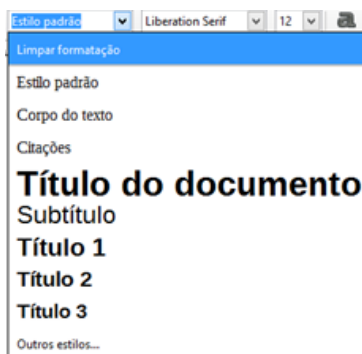 Estilo padrão Liberation Serif 12 a
Limpar formatação
Estilo padrão
Corpo do texto
Citações
Título do documento
Subtítulo
Título 1
Título 2
Título 3
Outros estilos...